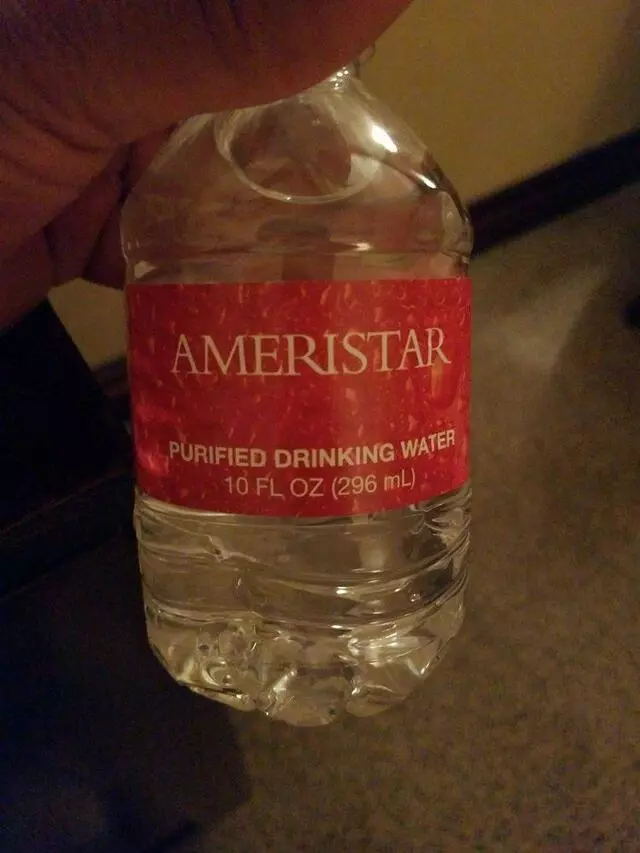 AMERISTAR
PURIFIED DRINKING WATER
10 FL OZ (296 mL)